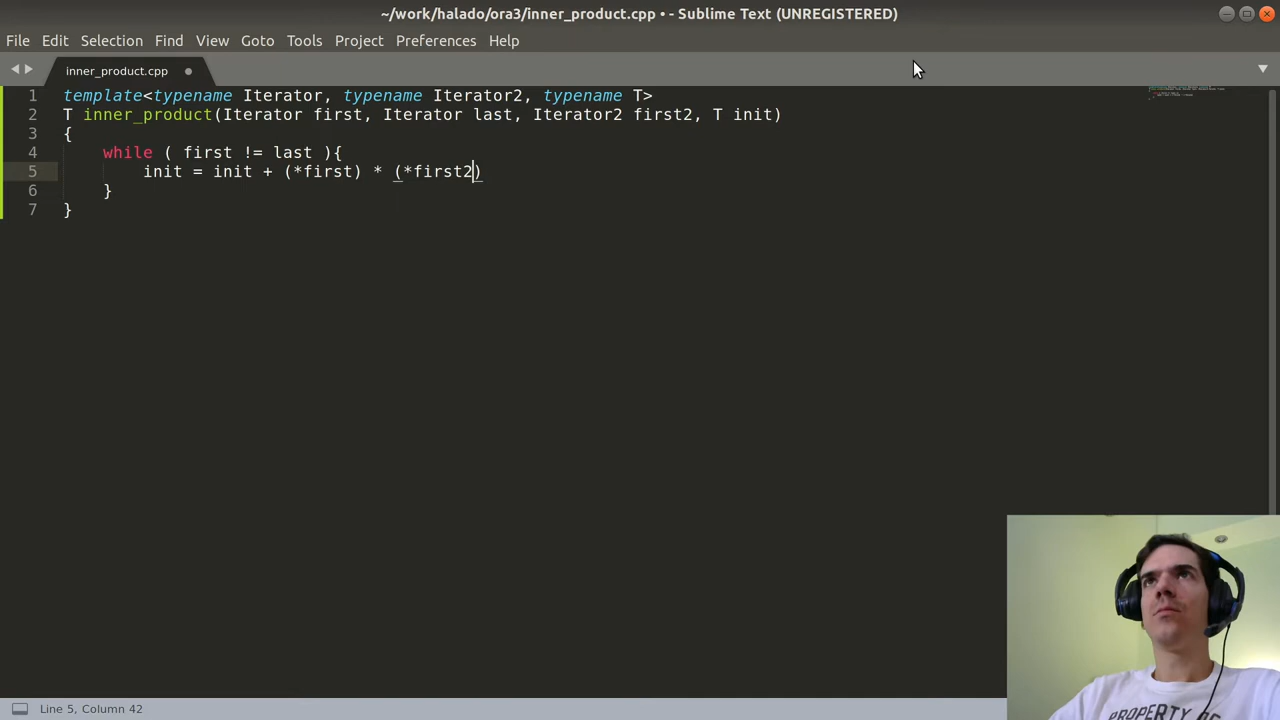 ~/work/halado/ora3/inner_product.cpp • - Sublime Text (UNREGISTERED)
File Edit Selection Find View Goto Tools Project Preferences Help
inner_product.cpp
1 template<typename Iterator, typename Iterator2, typename T>
2 T inner_product(Iterator first, Iterator last, Iterator2 first2, T init)
3 {
4 while ( first != last ){
5 init = init + (*first) * (*first2)
6 }
7 }
Line 5, Column 42